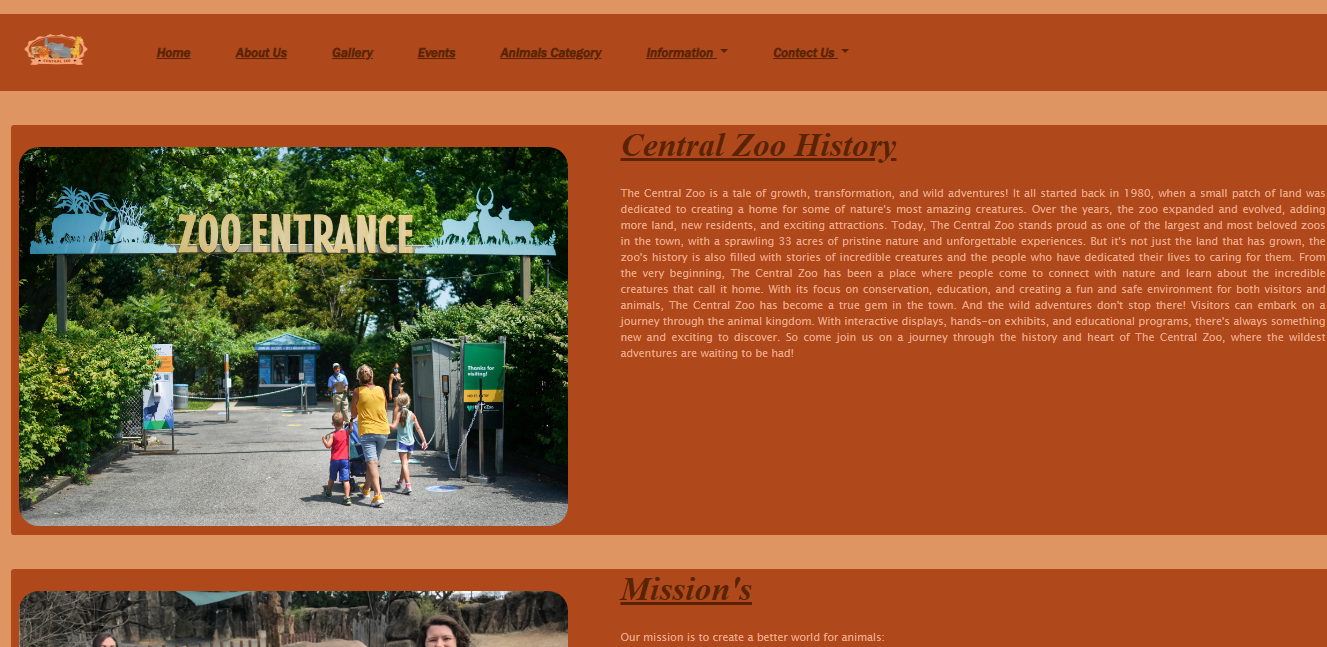 CENTRAL ZOO
Home About Us Gallery Events Animals Category Information Contect Us
Central Zoo History
ZOO ENTRANCE
Thanks for
visiting!
The Central Zoo is a tale of growth, transformation, and wild adventures! It all started back in 1980, when a small patch of land was
dedicated to creating a home for some of nature's most amazing creatures. Over the years, the zoo expanded and evolved, adding
more land, new residents, and exciting attractions. Today, The Central Zoo stands proud as one of the largest and most beloved zoos
in the town, with a sprawling 33 acres of pristine nature and unforgettable experiences. But it's not just the land that has grown, the
zoo's history is also filled with stories of incredible creatures and the people who have dedicated their lives to caring for them. From
the very beginning, The Central Zoo has been a place where people come to connect with nature and learn about the incredible
creatures that call it home. With its focus on conservation, education, and creating a fun and safe environment for both visitors and
animals, The Central Zoo has become a true gem in the town. And the wild adventures don't stop there! Visitors can embark on a
journey through the animal kingdom. With interactive displays, hands-on exhibits, and educational programs, there's always something
new and exciting to discover. So come join us on a journey through the history and heart of The Central Zoo, where the wildest
adventures are waiting to be had!
Mission's
Our mission is to create a better world for animals: